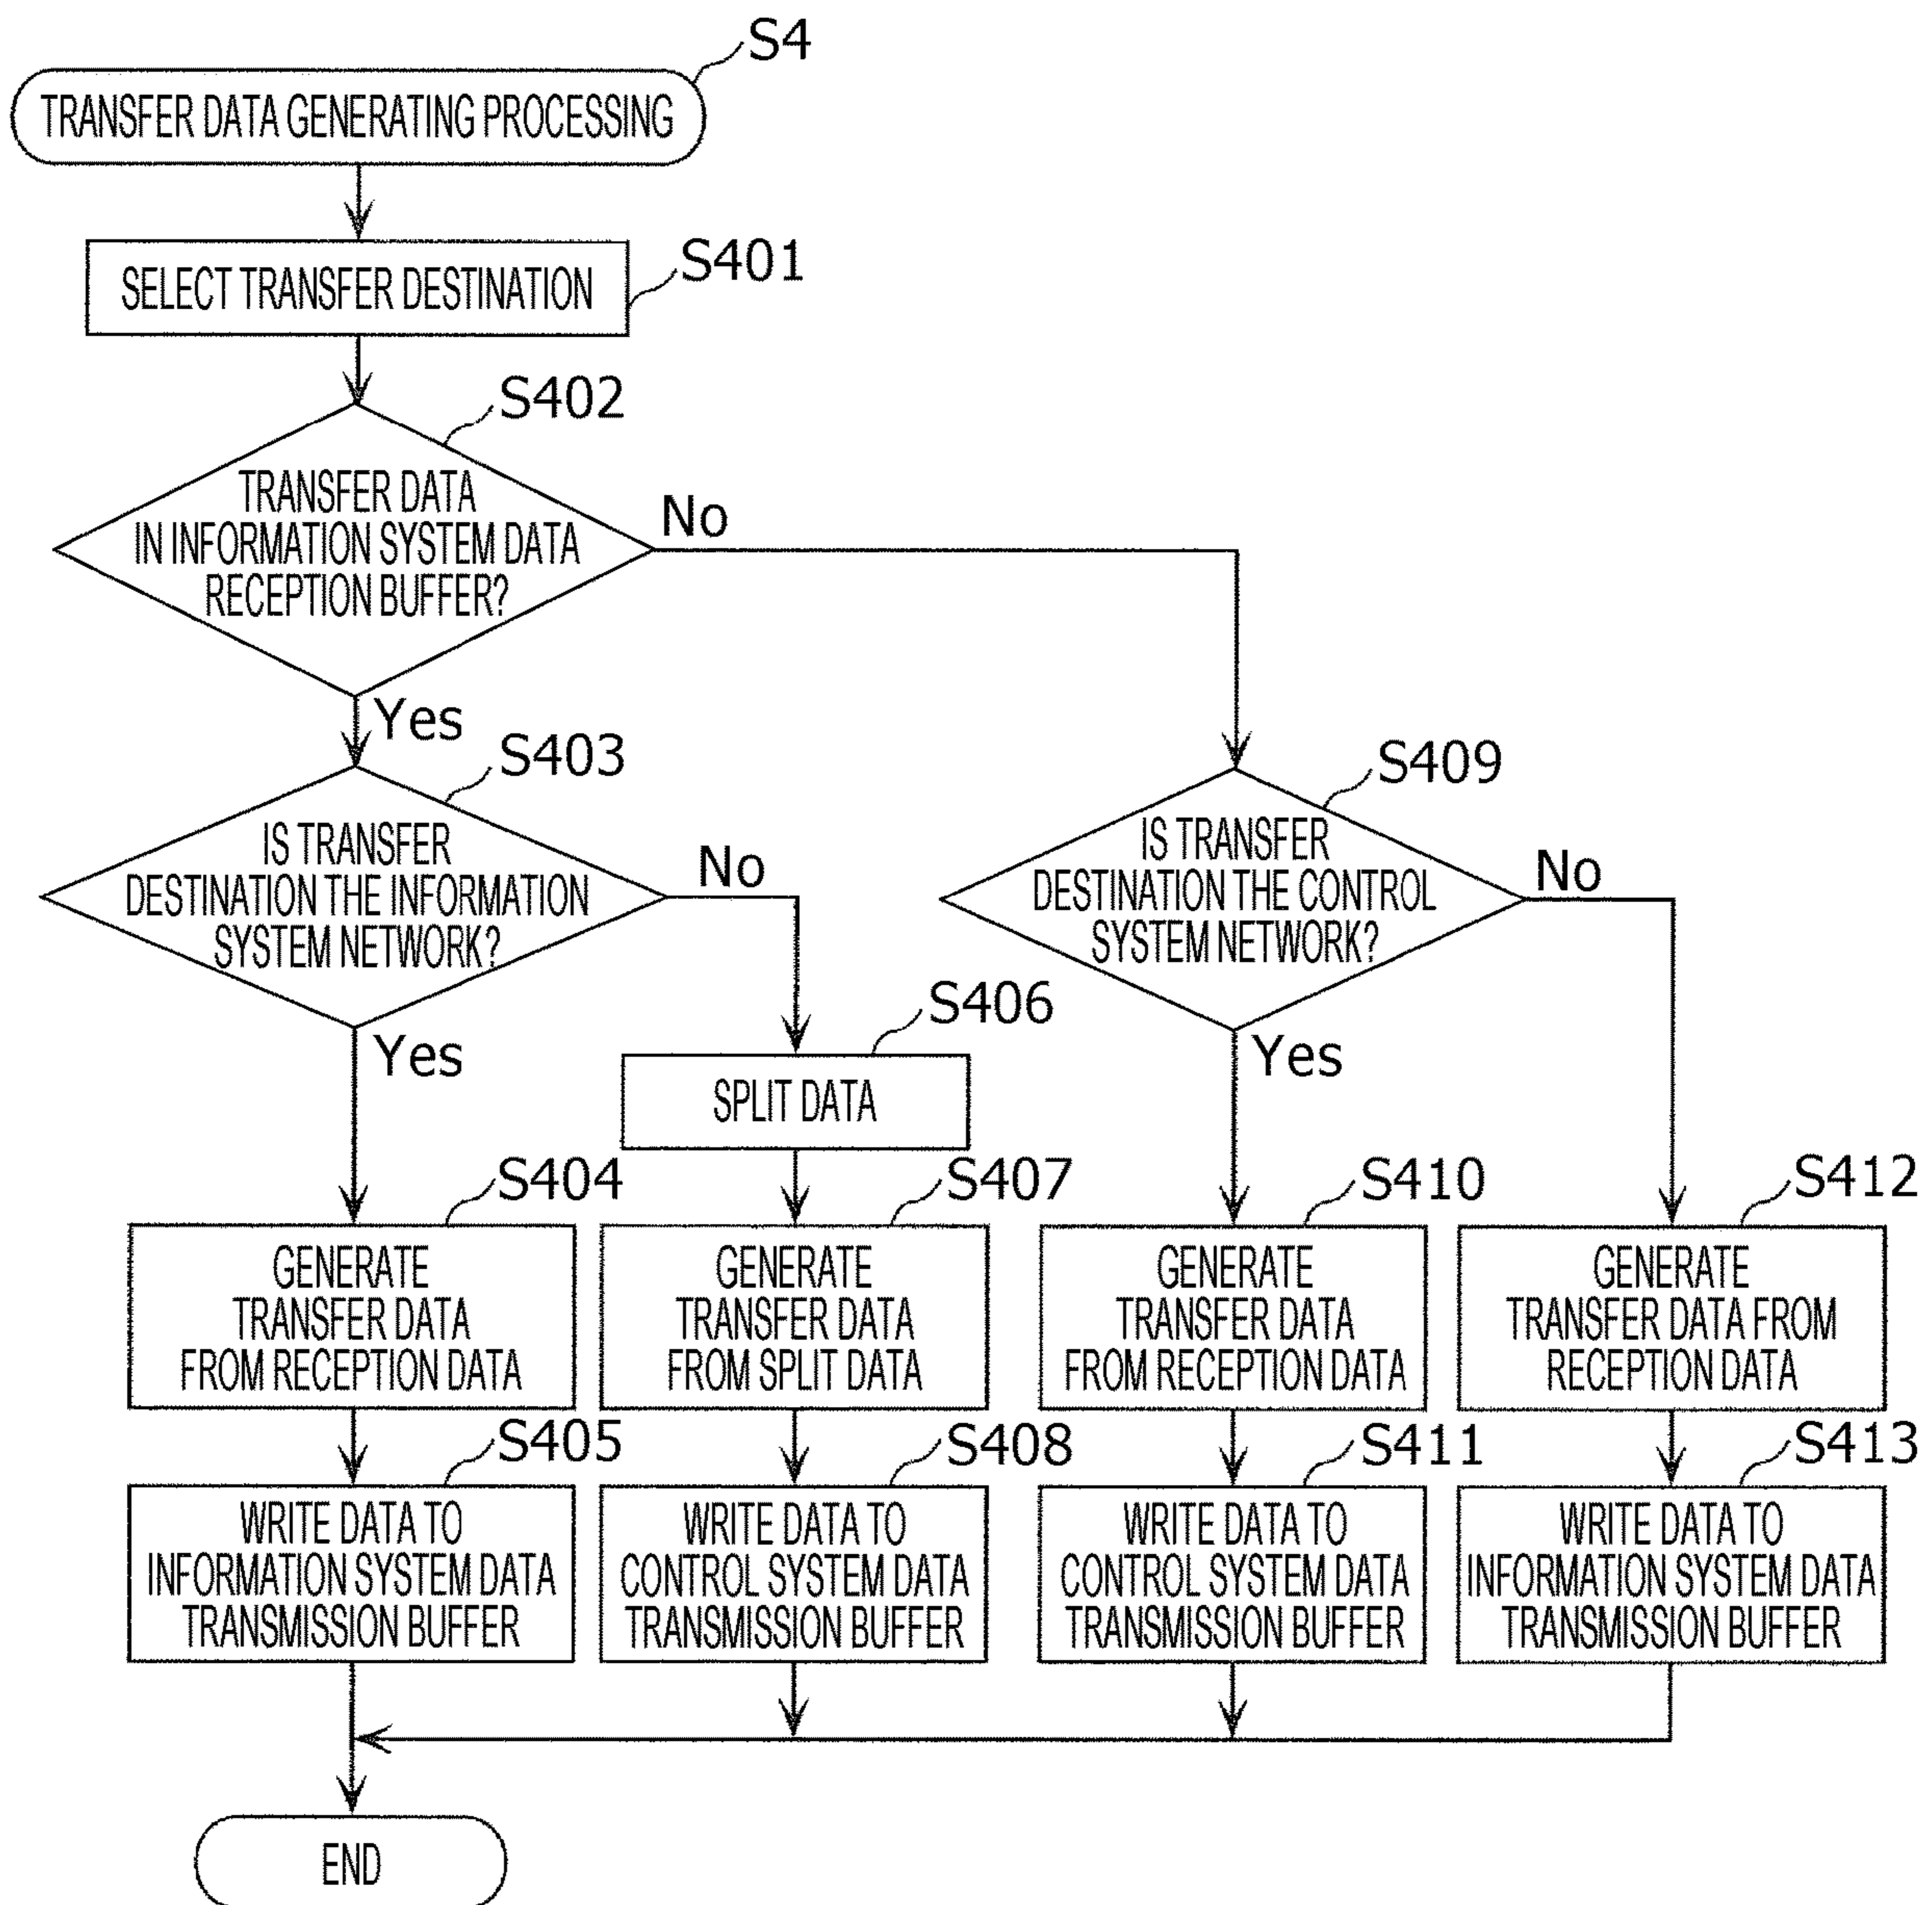 S4
TRANSFER DATA GENERATING PROCESSING
S401
SELECT TRANSFER DESTINATION
S402
TRANSFER DATA
IN INFORMATION SYSTEM DATA
RECEPTION BUFFER?
No
Yes
S403
IS TRANSFER
DESTINATION THE INFORMATION
SYSTEM NETWORK?
No
Yes
S409
IS TRANSFER
DESTINATION THE CONTROL
SYSTEM NETWORK?
No
Yes
S406
SPLIT DATA
S404
GENERATE
TRANSFER DATA
FROM RECEPTION DATA
S407
GENERATE
TRANSFER DATA
FROM SPLIT DATA
S410
GENERATE
TRANSFER DATA
FROM RECEPTION DATA
S412
GENERATE
TRANSFER DATA FROM
RECEPTION DATA
S405
WRITE DATA TO
INFORMATION SYSTEM DATA
TRANSMISSION BUFFER
S408
WRITE DATA TO
CONTROL SYSTEM DATA
TRANSMISSION BUFFER
S411
WRITE DATA TO
CONTROL SYSTEM DATA
TRANSMISSION BUFFER
S413
WRITE DATA TO
INFORMATION SYSTEM DATA
TRANSMISSION BUFFER
END